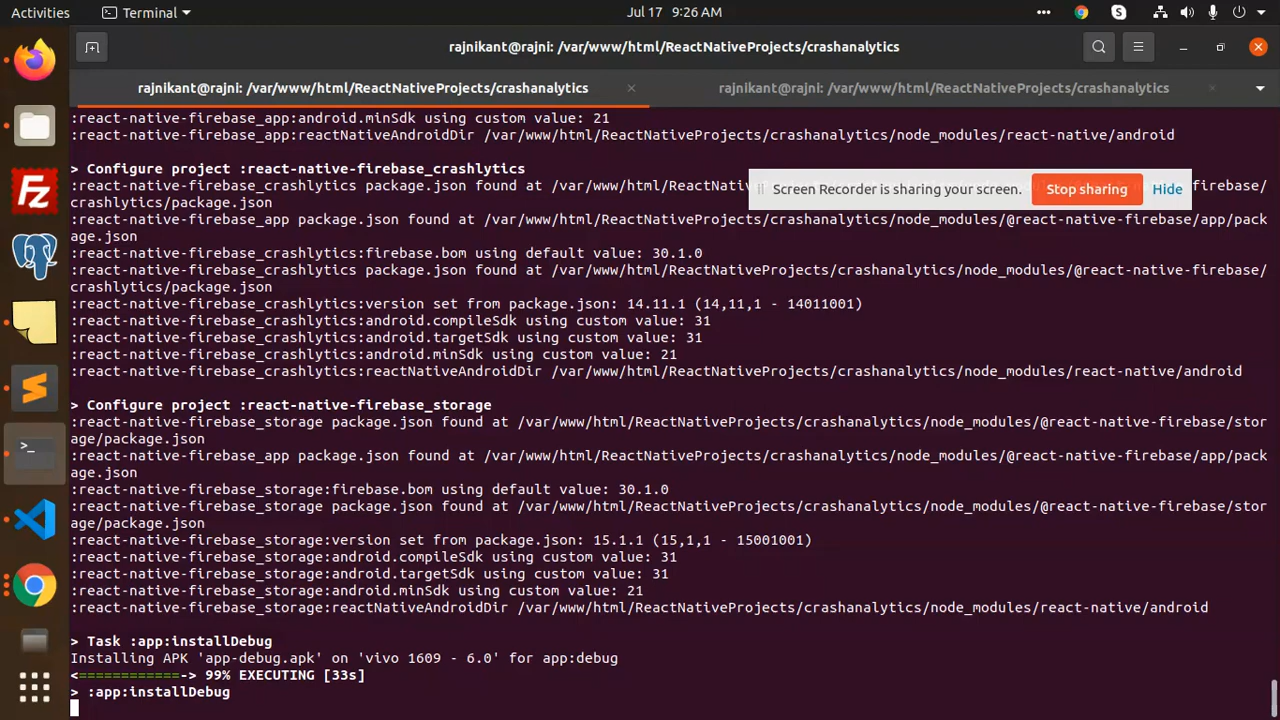 Activities
Terminal
Jul 17 9:26 AM
rajnikant@rajni: /var/www/html/ReactNativeProjects/crashanalytics
rajnikant@rajni: /var/www/html/ReactNativeProjects/crashanalytics
rajnikant@rajni: /var/www/html/ReactNativeProjects/crashanalytics
:react-native-firebase_app:android.minSdk using custom value: 21
:react-native-firebase_app:reactNativeAndroidDir /var/www/html/ReactNativeProjects/crashanalytics/node_modules/react-native/android
> Configure project :react-native-firebase_crashlytics
:react-native-firebase_crashlytics package.json found at /var/www/html/ReactNativeProjects/crashanalytics/node_modules/@react-native-firebase/
crashlytics/package.json
Screen Recorder is sharing your screen.
Stop sharing
Hide
:react-native-firebase_app package.json found at /var/www/html/ReactNativeProjects/crashanalytics/node_modules/@react-native-firebase/app/pack
age.json
:react-native-firebase_crashlytics:firebase.bom using default value: 30.1.0
:react-native-firebase_crashlytics package.json found at /var/www/html/ReactNativeProjects/crashanalytics/node_modules/@react-native-firebase/
crashlytics/package.json
:react-native-firebase_crashlytics:version set from package.json: 14.11.1 (14,11,1 - 14011001)
:react-native-firebase_crashlytics:android.compileSdk using custom value: 31
:react-native-firebase_crashlytics:android.targetSdk using custom value: 31
:react-native-firebase_crashlytics:android.minSdk using custom value: 21
:react-native-firebase_crashlytics:reactNativeAndroidDir /var/www/html/ReactNativeProjects/crashanalytics/node_modules/react-native/android
> Configure project :react-native-firebase_storage
:react-native-firebase_storage package.json found at /var/www/html/ReactNativeProjects/crashanalytics/node_modules/@react-native-firebase/stor
age/package.json
:react-native-firebase_app package.json found at /var/www/html/ReactNativeProjects/crashanalytics/node_modules/@react-native-firebase/app/pack
age.json
:react-native-firebase_storage:firebase.bom using default value: 30.1.0
:react-native-firebase_storage package.json found at /var/www/html/ReactNativeProjects/crashanalytics/node_modules/@react-native-firebase/stor
age/package.json
:react-native-firebase_storage:version set from package.json: 15.1.1 (15,1,1 - 15001001)
:react-native-firebase_storage:android.compileSdk using custom value: 31
:react-native-firebase_storage:android.targetSdk using custom value: 31
:react-native-firebase_storage:android.minSdk using custom value: 21
:react-native-firebase_storage:reactNativeAndroidDir /var/www/html/ReactNativeProjects/crashanalytics/node_modules/react-native/android
> Task :app:installDebug
Installing APK 'app-debug.apk' on 'vivo 1609 - 6.0' for app:debug
<============-> 99% EXECUTING [33s]
> :app:installDebug